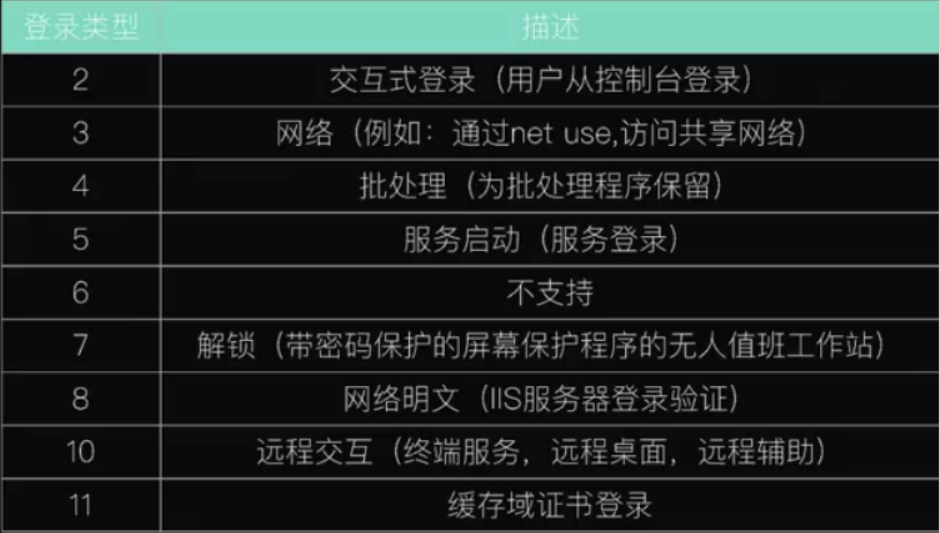 登录类型 描述
2 交互式登录（用户从控制台登录）
3 网络（例如：通过net use,访问共享网络）
4 批处理（为批处理程序保留）
5 服务启动（服务登录）
6 不支持
7 解锁（带密码保护的屏幕保护程序的无人值班工作站）
8 网络明文（IIS服务器登录验证）
10 远程交互（终端服务，远程桌面，远程辅助）
11 缓存域证书登录